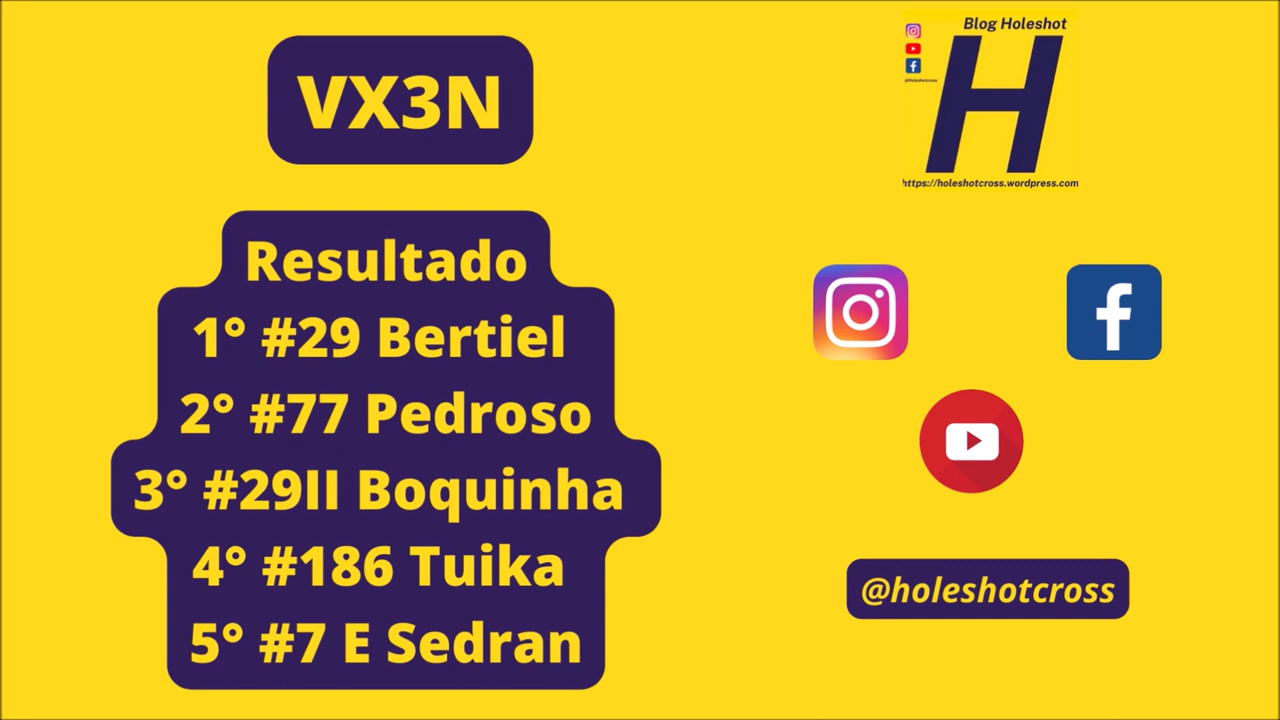 VX3N
Resultado
1° #29 Bertiel
2° #77 Pedroso
3° #29II Boquinha
4° #186 Tuika
5° #7 E Sedran
Blog Holeshot
@holeshotcross
H
https://holeshotcross.wordpress.com
@holeshotcross